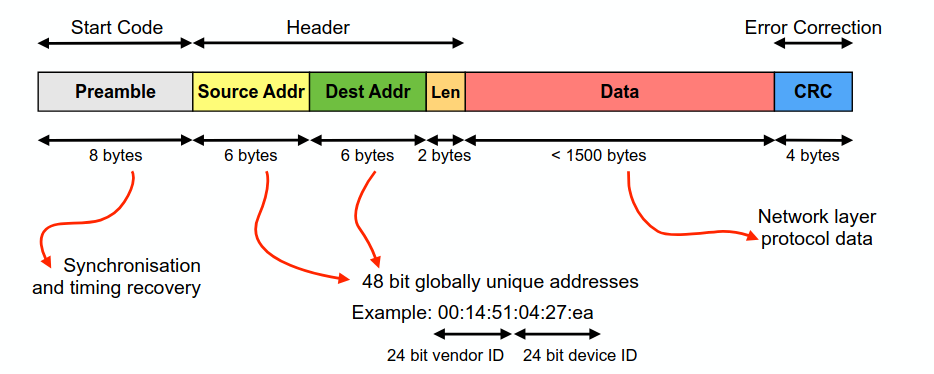 Start Code
Header
Error Correction
Preamble
Source Addr
Dest Addr
Len
Data
CRC
8 bytes
6 bytes
6 bytes
2 bytes
< 1500 bytes
4 bytes
Network layer
protocol data
Synchronisation
and timing recovery
48 bit globally unique addresses
Example: 00:14:51:04:27:ea
24 bit vendor ID
24 bit device ID